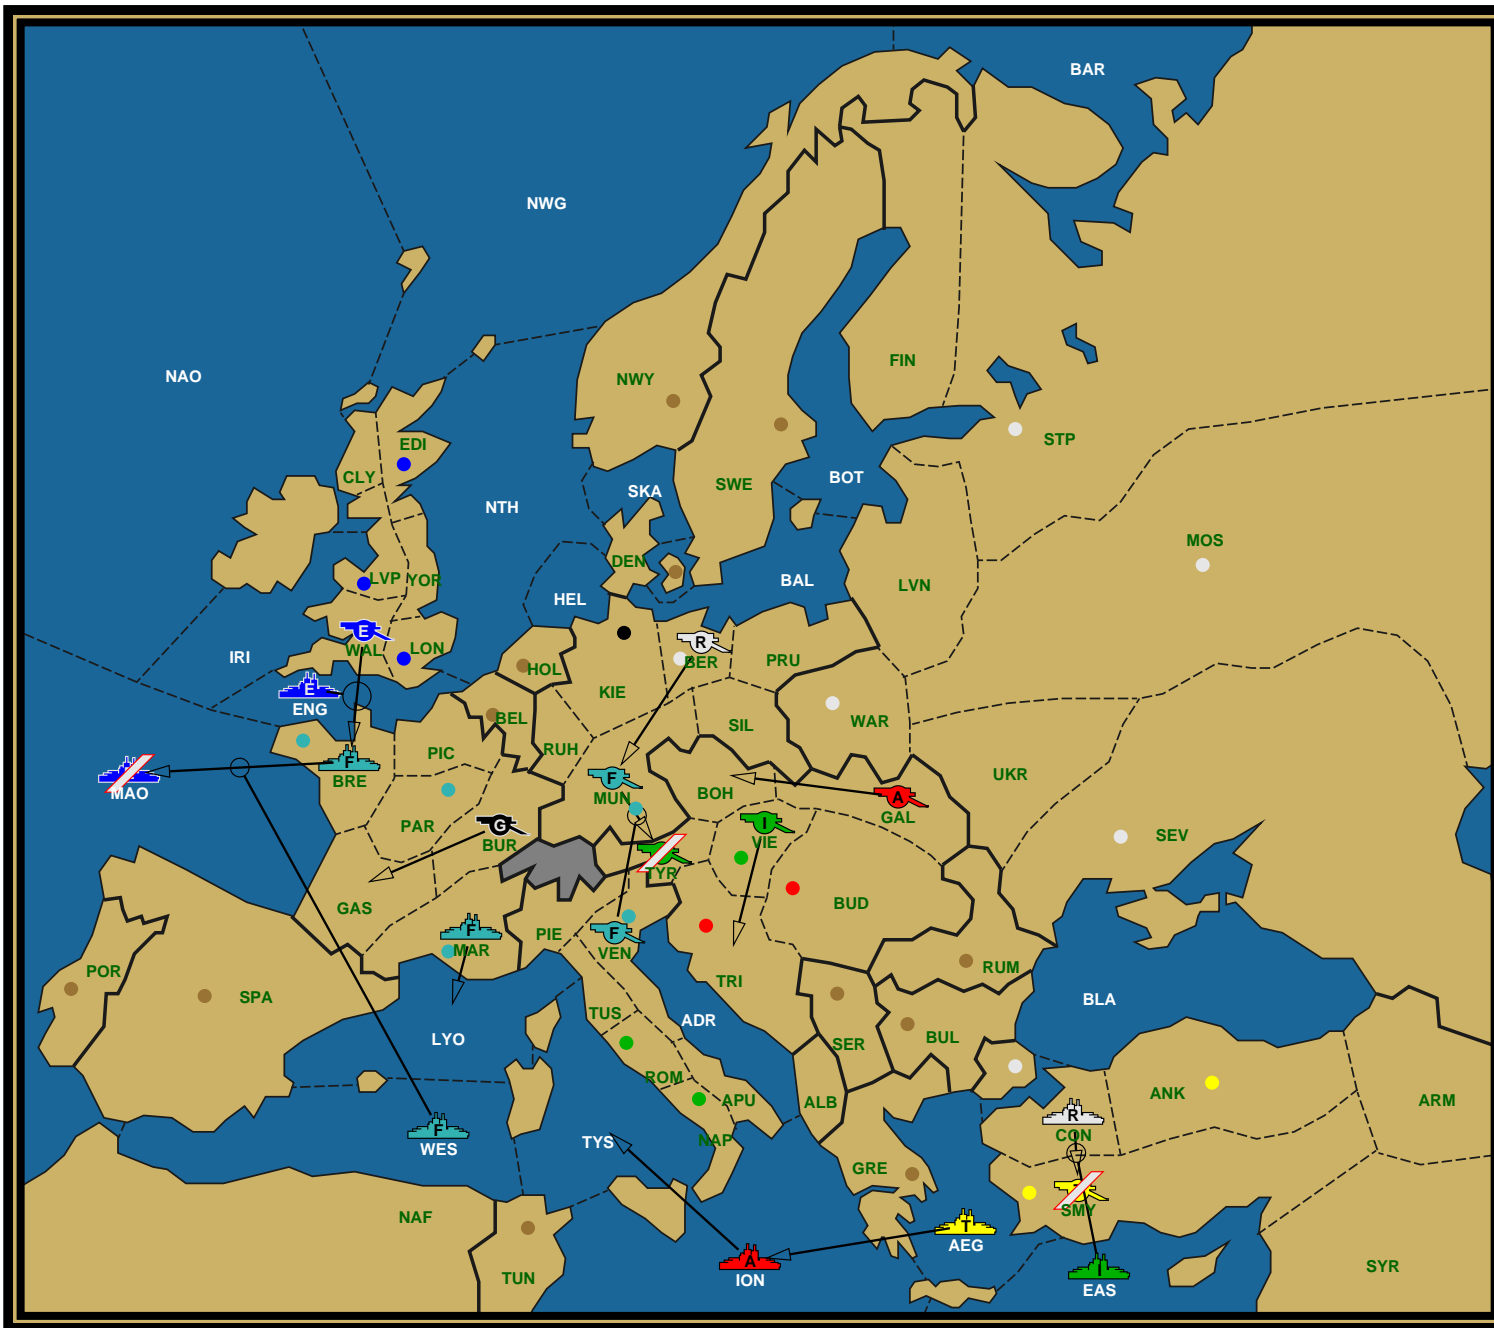 BAR
NWG
NAO
FIN
NWY
STP
EDI
CLY
SKA
SWE
BOT
NTH
MOS
DEN
BAL
LVP YOR
LVN
HEL
E
R
WAL LON
IRI
BER PRU
HOL
KIE
E
ENG
BEL
WAR
SIL
PIC
RUH
F
BRE
F
UKR
MAO
MUN
BOH
A
GAL
G
PAR
I
VIE
SEV
BUR
TYR
GAS
BUD
F
MAR
PIE
F
VEN
POR
RUM
SPA
TRI
BLA
TUS
ADR
LYO
BUL
SER
ROM
ANK
APU
ALB
ARM
R
CON
F
WES
TYS
NAP
GRE
SMY
NAF
T
AEG
A
ION
I
EAS
SYR
TUN